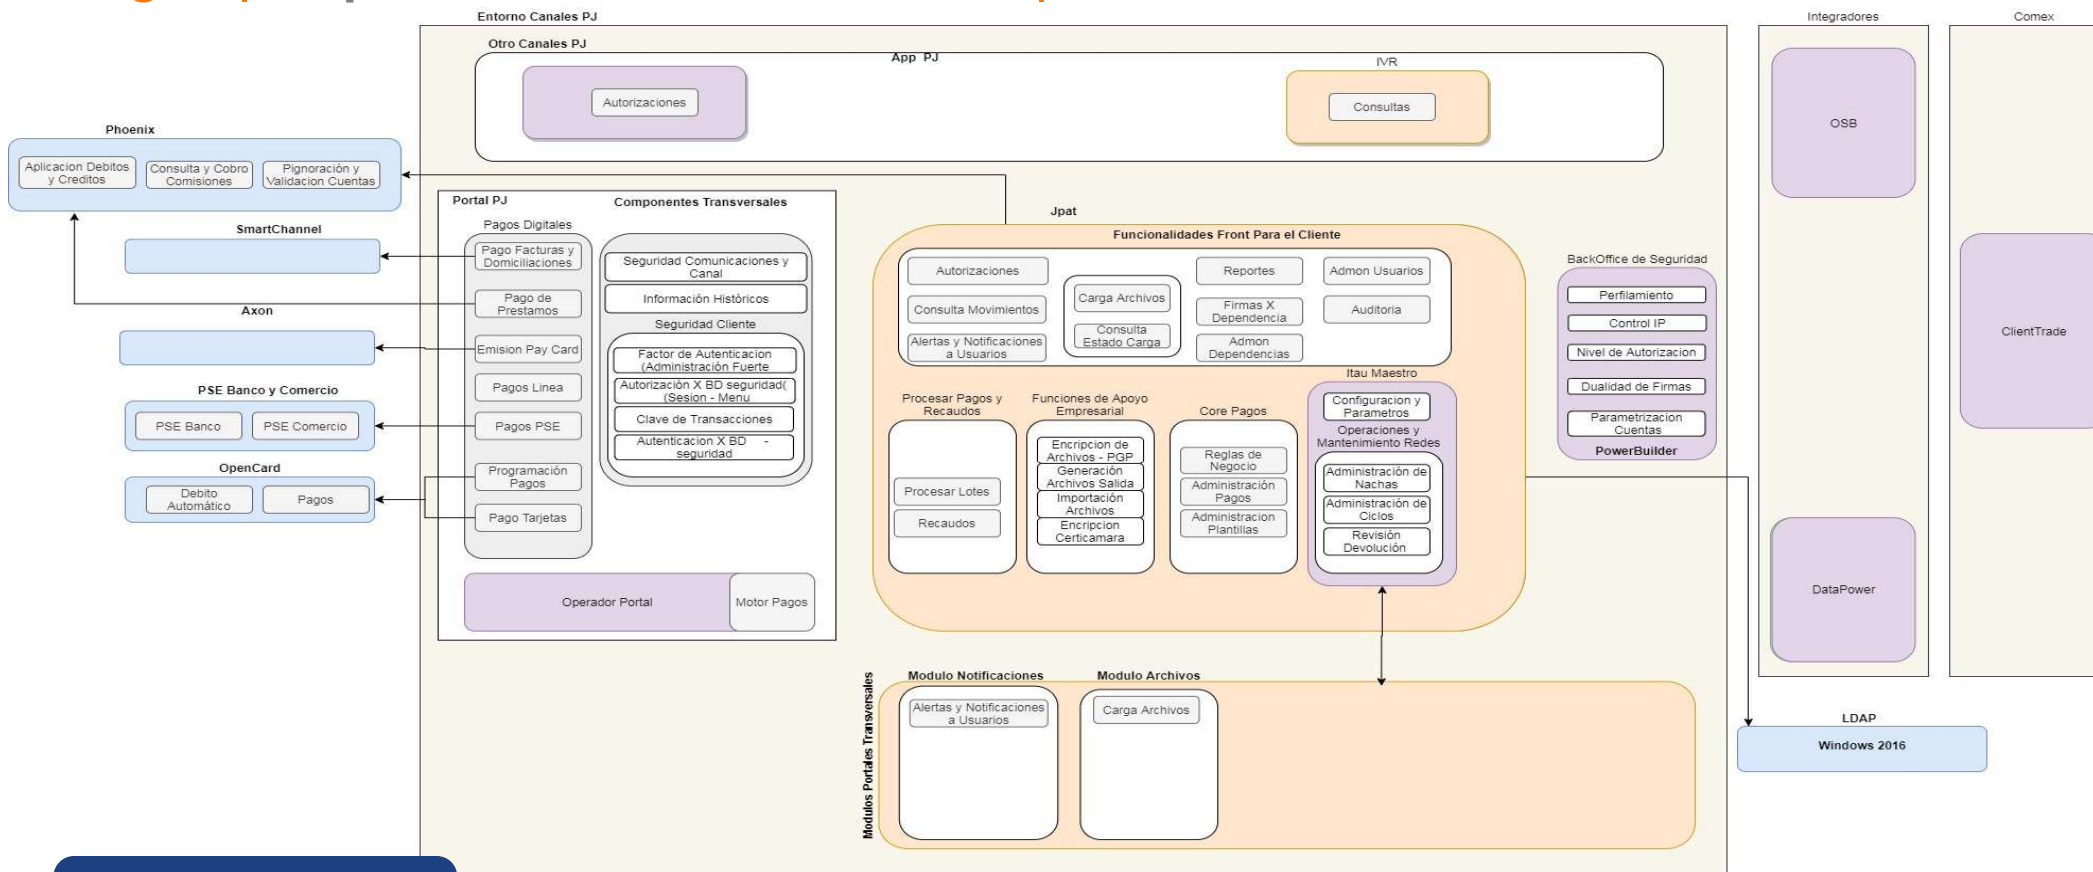 Entorno Canales PJ
Integradores
Comex
Otro Canales PJ
App PJ
IVR
Autorizaciones
Consultas
OSB
Phoenix
Aplicacion Debitos
y Creditos
Consulta y Cobro
Comisiones
Pignoración y
Validacion Cuentas
SmartChannel
Axon
PSE Banco y Comercio
PSE Banco
PSE Comercio
OpenCard
Debito
Automático
Pagos
Portal PJ
Componentes Transversales
Pagos Digitales
Pago Facturas y
Domiciliaciones
Pago de
Prestamos
Emision Pay Card
Pagos Linea
Pagos PSE
Programación
Pagos
Pago Tarjetas
Seguridad Comunicaciones y
Canal
Información Históricos
Seguridad Cliente
Factor de Autenticacion
(Administración Fuerte
Autorización X BD seguridad(
(Sesion - Menu
Clave de Transacciones
Autenticacion X BD -
seguridad
Operador Portal
Motor Pagos
Jpat
Funcionalidades Front Para el Cliente
Autorizaciones
Consulta Movimientos
Alertas y Notificaciones
a Usuarios
Carga Archivos
Consulta
Estado Carga
Reportes
Firmas X
Dependencia
Admon
Dependencias
Admon Usuarios
Auditoria
Procesar Pagos y
Recaudos
Procesar Lotes
Recaudos
Funciones de Apoyo
Empresarial
Encripcion de
Archivos - PGP
Generación
Archivos Salida
Importación
Archivos
Encripcion
Certicamara
Core Pagos
Reglas de
Negocio
Administración
Pagos
Administracion
Plantillas
Itau Maestro
Configuracion y
Parametros
Operaciones y
Mantenimiento Redes
Administración de
Nachas
Administración de
Ciclos
Revisión
Devolución
BackOffice de Seguridad
Perfilamiento
Control IP
Nivel de Autorizacion
Dualidad de Firmas
Parametrizacion
Cuentas
PowerBuilder
ClientTrade
DataPower
LDAP
Windows 2016
Modulos Portales Transversales
Modulo Notificaciones
Alertas y Notificaciones
a Usuarios
Modulo Archivos
Carga Archivos